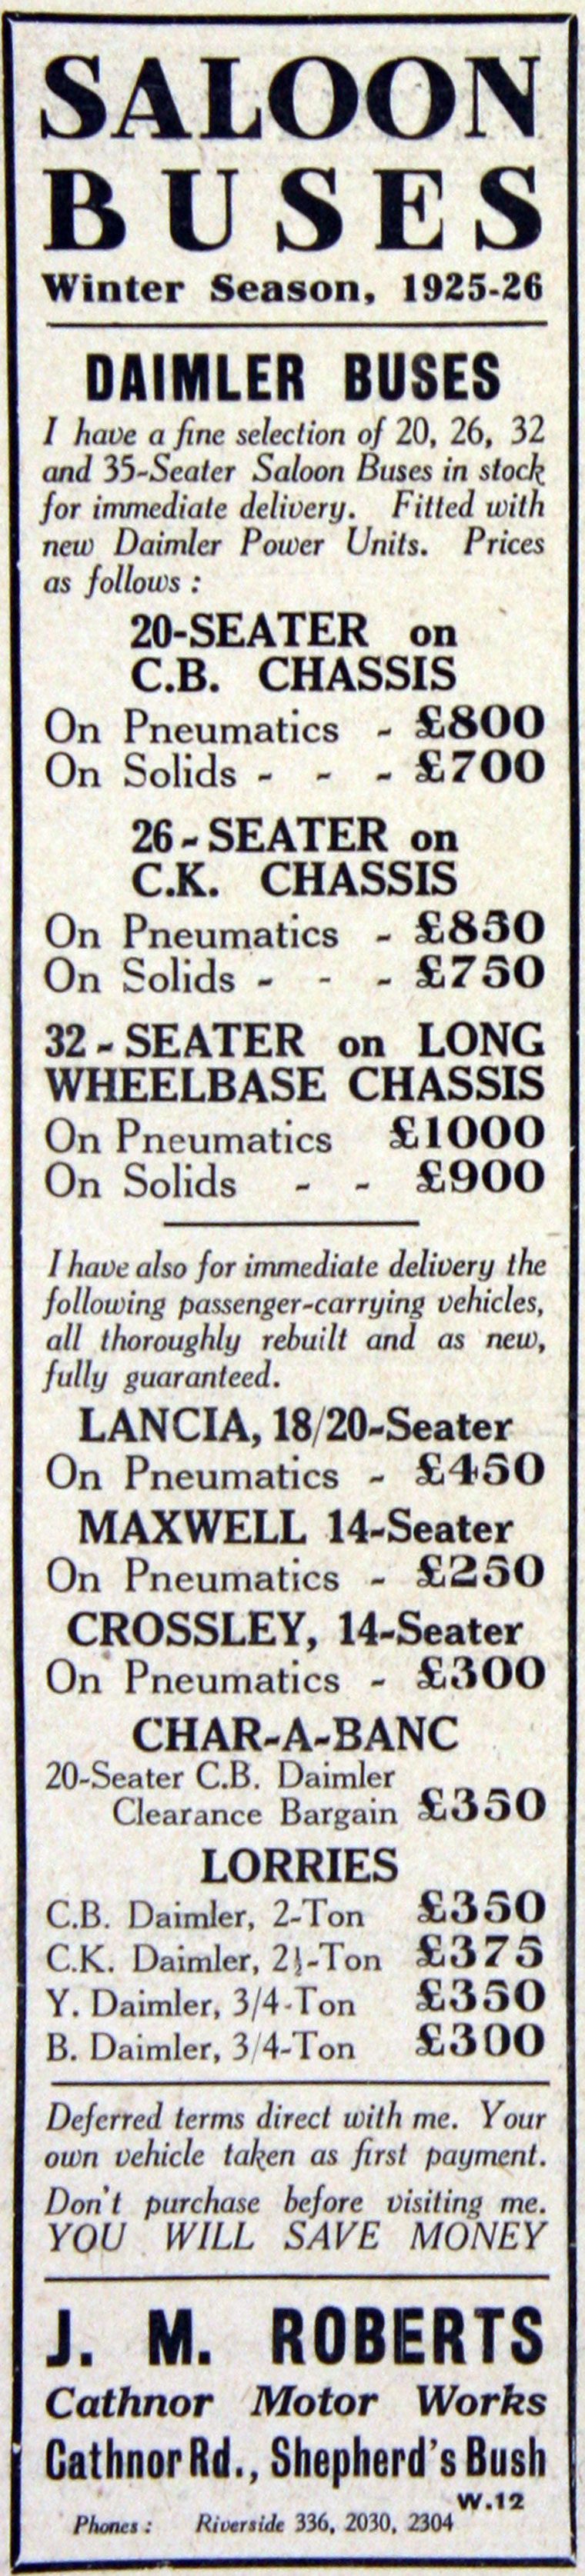 SALOON
BUSES
Winter Season, 1925-26
DAIMLER BUSES
I have a fine selection of 20, 26, 32
and 35-Seater Saloon Buses in stock
for immediate delivery. Fitted with
new Daimler Power Units. Prices
as follows :
20-SEATER on
C.B. CHASSIS
On Pneumatics - £800
On Solids - - - £700
26-SEATER on
C.K. CHASSIS
On Pneumatics - £850
On Solids - - - £750
32-SEATER on LONG
WHEELBASE CHASSIS
On Pneumatics £1000
On Solids - - £900
I have also for immediate delivery the
following passenger-carrying vehicles,
all thoroughly rebuilt and as new,
fully guaranteed.
LANCIA, 18/20-Seater
On Pneumatics - £450
MAXWELL 14-Seater
On Pneumatics - £250
CROSSLEY, 14-Seater
On Pneumatics - £300
CHAR-A-BANC
20-Seater C.B. Daimler
Clearance Bargain £350
LORRIES
C.B. Daimler, 2-Ton £350
C.K. Daimler, 2½-Ton £375
Y. Daimler, 3/4-Ton £350
B. Daimler, 3/4-Ton £300
Deferred terms direct with me. Your
own vehicle taken as first payment.
Don't purchase before visiting me.
YOU WILL SAVE MONEY
J. M. ROBERTS
Cathnor Motor Works
Cathnor Rd., Shepherd's Bush
W.12
Phones : Riverside 336, 2030, 2304